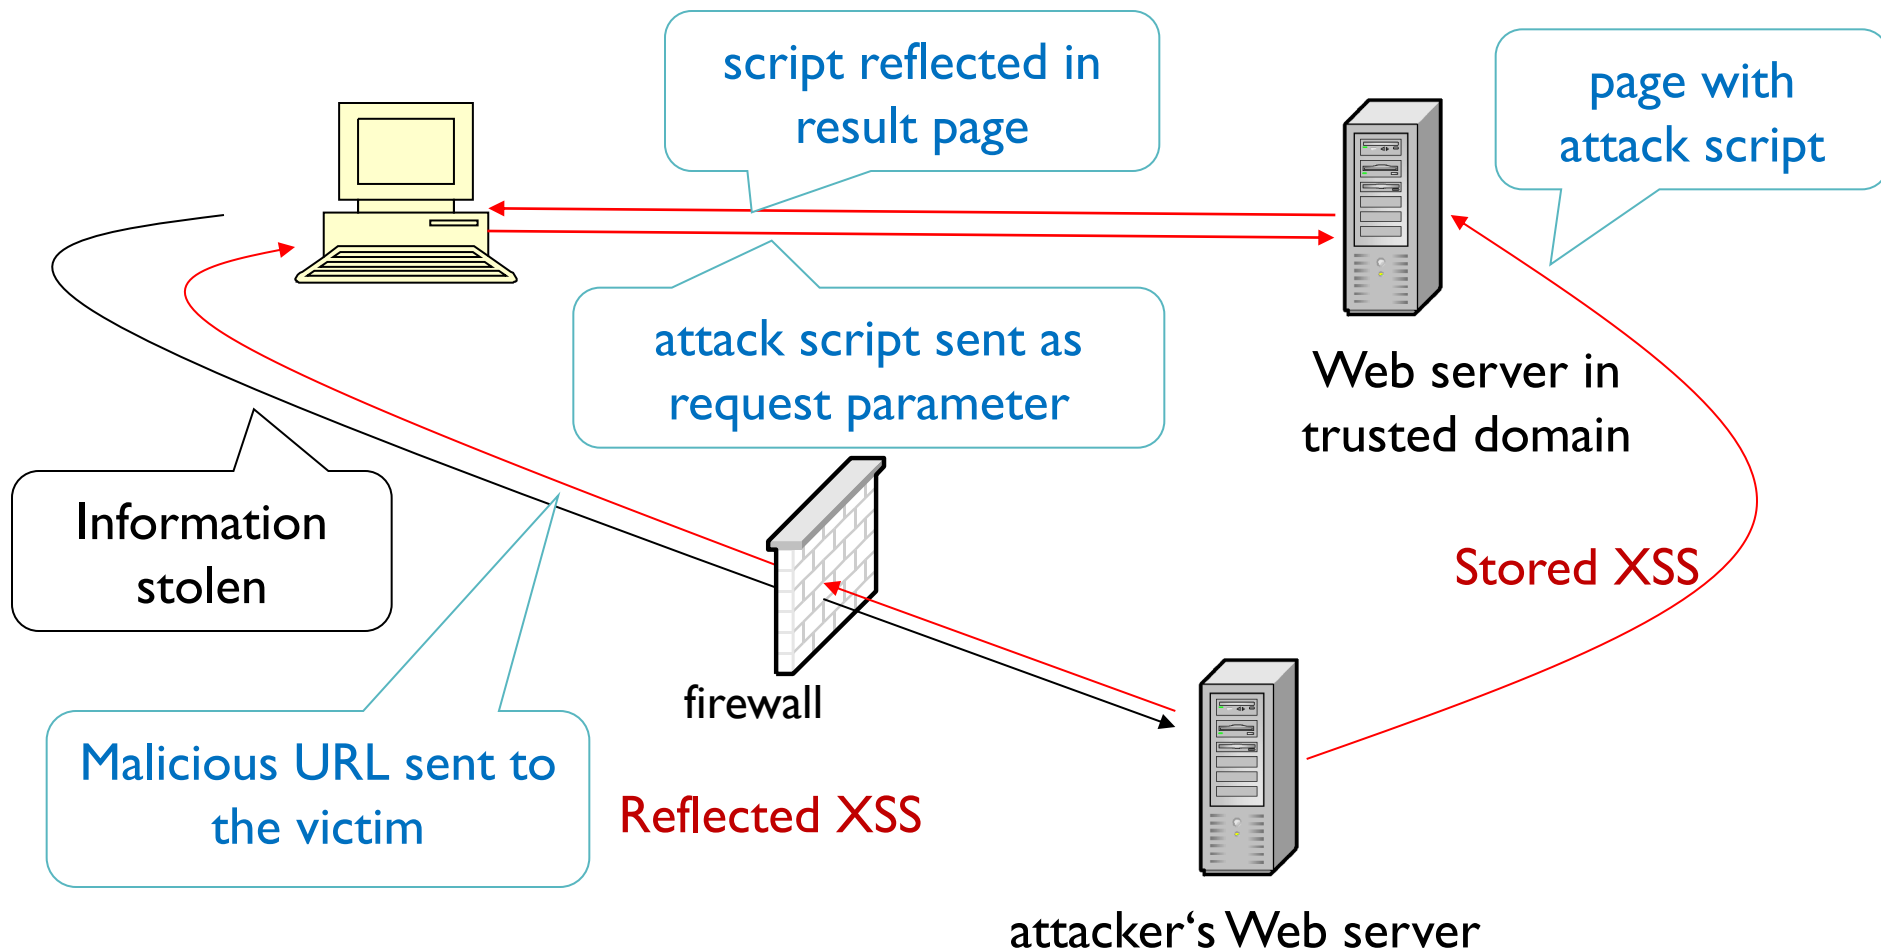 script reflected in
result page
page with
attack script
attack script sent as
request parameter
Web server in
trusted domain
Information
stolen
Stored XSS
firewall
Malicious URL sent to
the victim
Reflected XSS
attacker‘s Web server